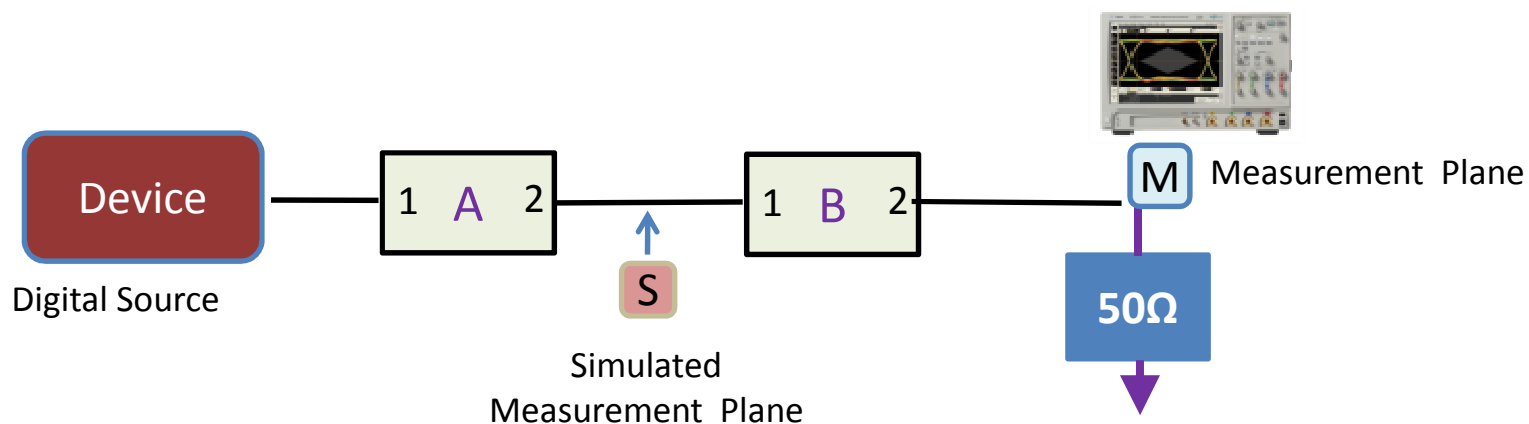 Device
Digital Source
1 A 2
S
Simulated
Measurement Plane
1 B 2
M
Measurement Plane
50Ω